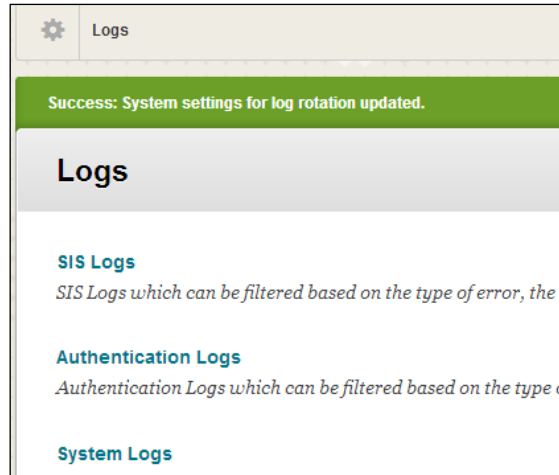 Logs
Success: System settings for log rotation updated.
Logs
SIS Logs
SIS Logs which can be filtered based on the type of error, the
Authentication Logs
Authentication Logs which can be filtered based on the type
System Logs